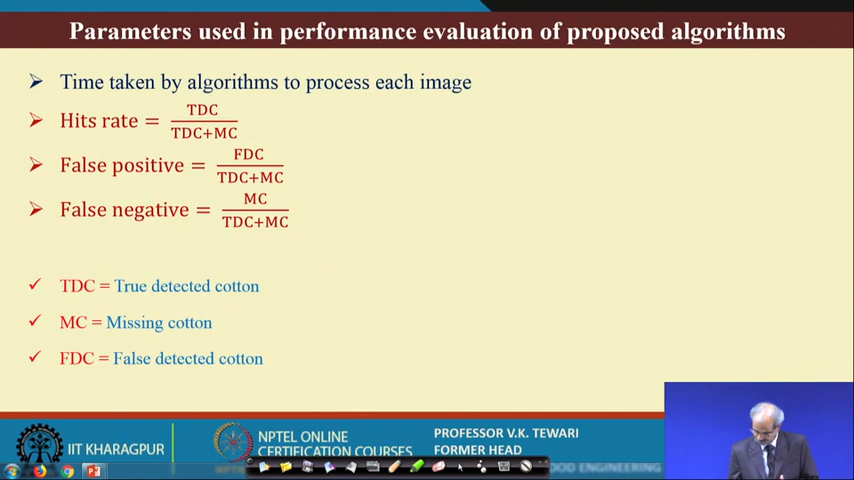 Parameters used in performance evaluation of proposed algorithms
➢ Time taken by algorithms to process each image
➢ Hits rate = TDC / TDC+MC
➢ False positive = FDC / TDC+MC
➢ False negative = MC / TDC+MC
✓ TDC = True detected cotton
✓ MC = Missing cotton
✓ FDC = False detected cotton
IIT KHARAGPUR
NPTEL ONLINE
CERTIFICATION COURSES
PROFESSOR V.K. TEWARI
FORMER HEAD
OOD ENGINEERING